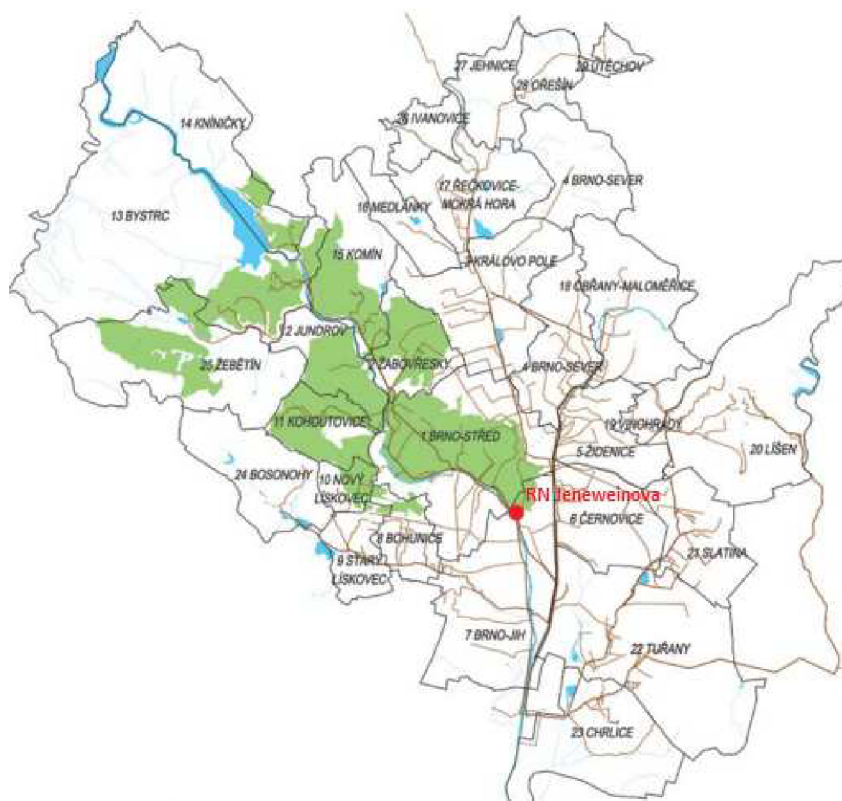 27 JEHNICE
29 ÚTĚCHOV
28 OŘEŠÍN
26 IVANOVICE
14 KNÍNIČKY
17 ŘEČKOVICE-
MOKRÁ HORA
4 BRNO-SEVER
16 MEDLÁNKY
13 BYSTRC
15 KOMÍN
3 KRÁLOVO POLE
18 OBŘANY-MALOMĚŘICE
12 JUNDROV
2 ŽABOVŘESKY
25 ŽEBĚTÍN
4 BRNO-SEVER
11 KOHOUTOVICE
1 BRNO-STŘED
19 VINOHRADY
5 ŽIDENICE
20 LÍŠEN
24 BOSONOHY
10 NOVÝ
LÍSKOVEC
RN Jeneweinova
6 ČERNOVICE
8 BOHUNICE
21 SLATINA
9 STARÝ
LÍSKOVEC
7 BRNO-JIH
22 TUŘANY
23 CHRLICE